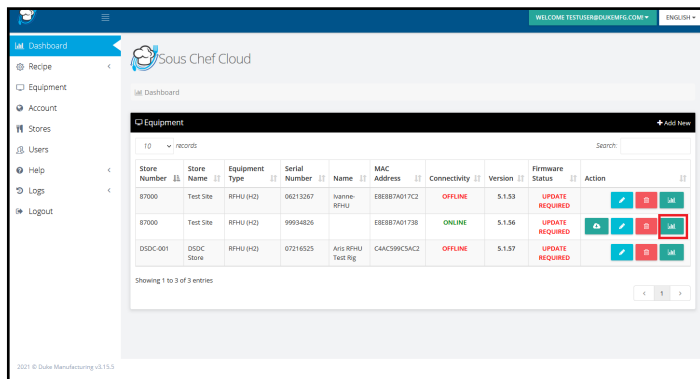 WELCOME TESTUSER@DUKEMFG.COM!
ENGLISH
Dashboard
Recipe
Equipment
Account
Stores
Users
Help
Logs
Logout
Sous Chef Cloud
Dashboard
Equipment
Add New
10 records
Search:
Store Number Store Name Equipment Type Serial Number Name MAC Address Connectivity Version Firmware Status Action
87000 Test Site RFHU (H2) 06213267 Ivanne-RFHU E8E8B7A017C2 OFFLINE 5.1.53 UPDATE REQUIRED
87000 Test Site RFHU (H2) 99934826 E8E8B7A01738 ONLINE 5.1.56 UPDATE REQUIRED
DSDC-001 DSDC Store RFHU (H2) 07216525 Aris RFHU Test Rig C4AC599C5AC2 OFFLINE 5.1.57 UPDATE REQUIRED
Showing 1 to 3 of 3 entries
1
2021 © Duke Manufacturing v3.15.5